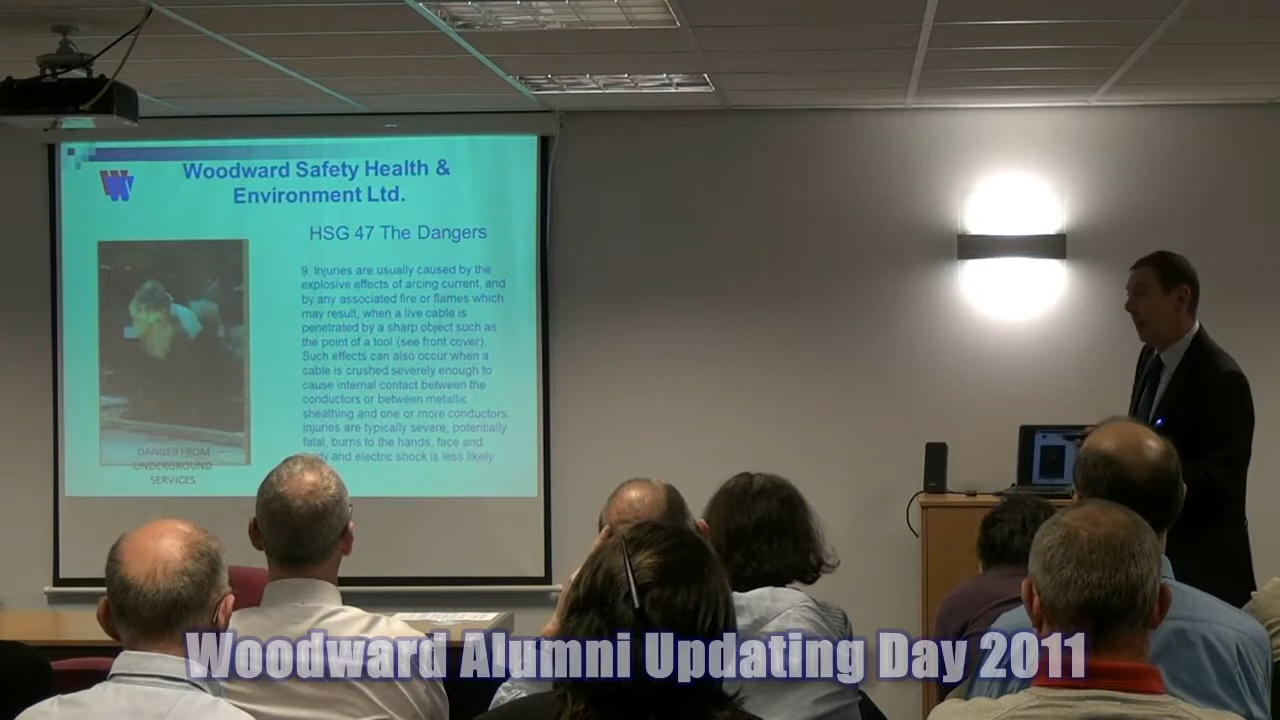 Woodward Safety Health &
Environment Ltd.
HSG 47 The Dangers
9. Injuries are usually caused by the
explosive effects of arcing current, and
by any associated fire or flames which
may result, when a live cable is
penetrated by a sharp object such as
the point of a tool (see front cover).
Such effects can also occur when a
cable is crushed severely enough to
cause internal contact between the
conductors or between metallic
sheathing and one or more conductors.
Injuries are typically severe, potentially
fatal, burns to the hands, face and
and electric shock is less likely
DANGER FROM
UNDERGROUND
SERVICES
Woodward Alumni Updating Day 2011